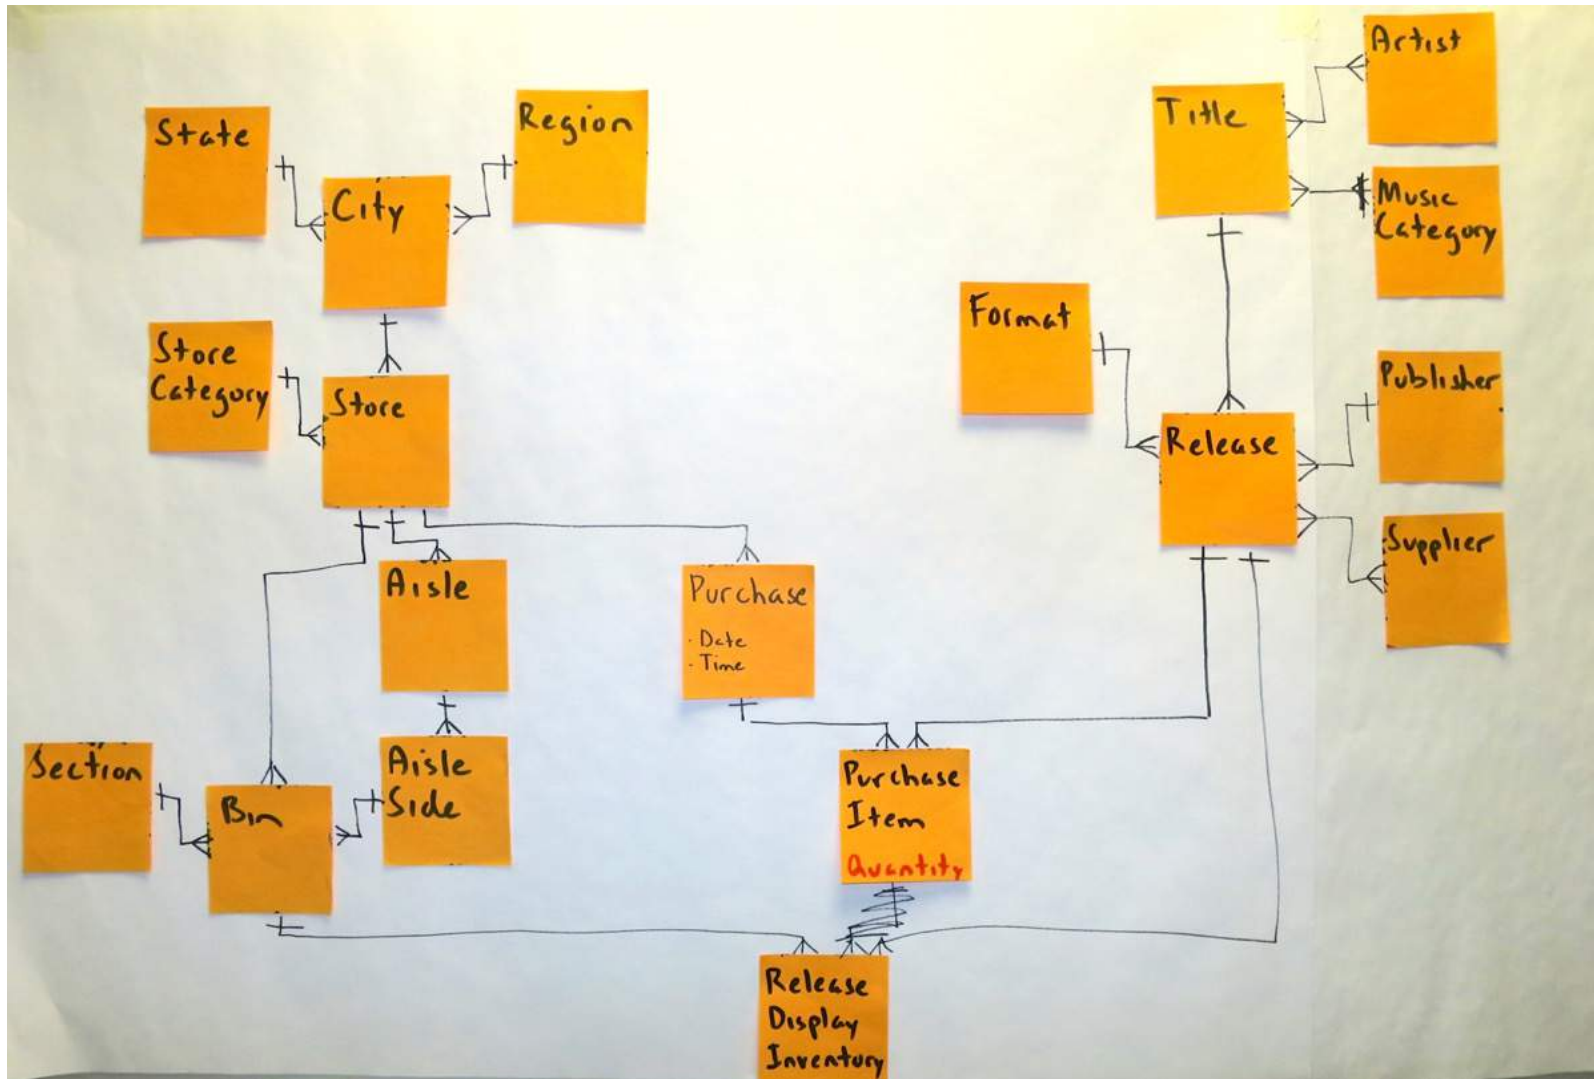 Artist
Title
Region
State
Music
Category
City
Format
Store
Category
Store
Publisher
Release
Supplier
Aisle
Purchase
· Date
· Time
Section
Aisle
Side
Bin
Purchase
Item
Quantity
Release
Display
Inventory